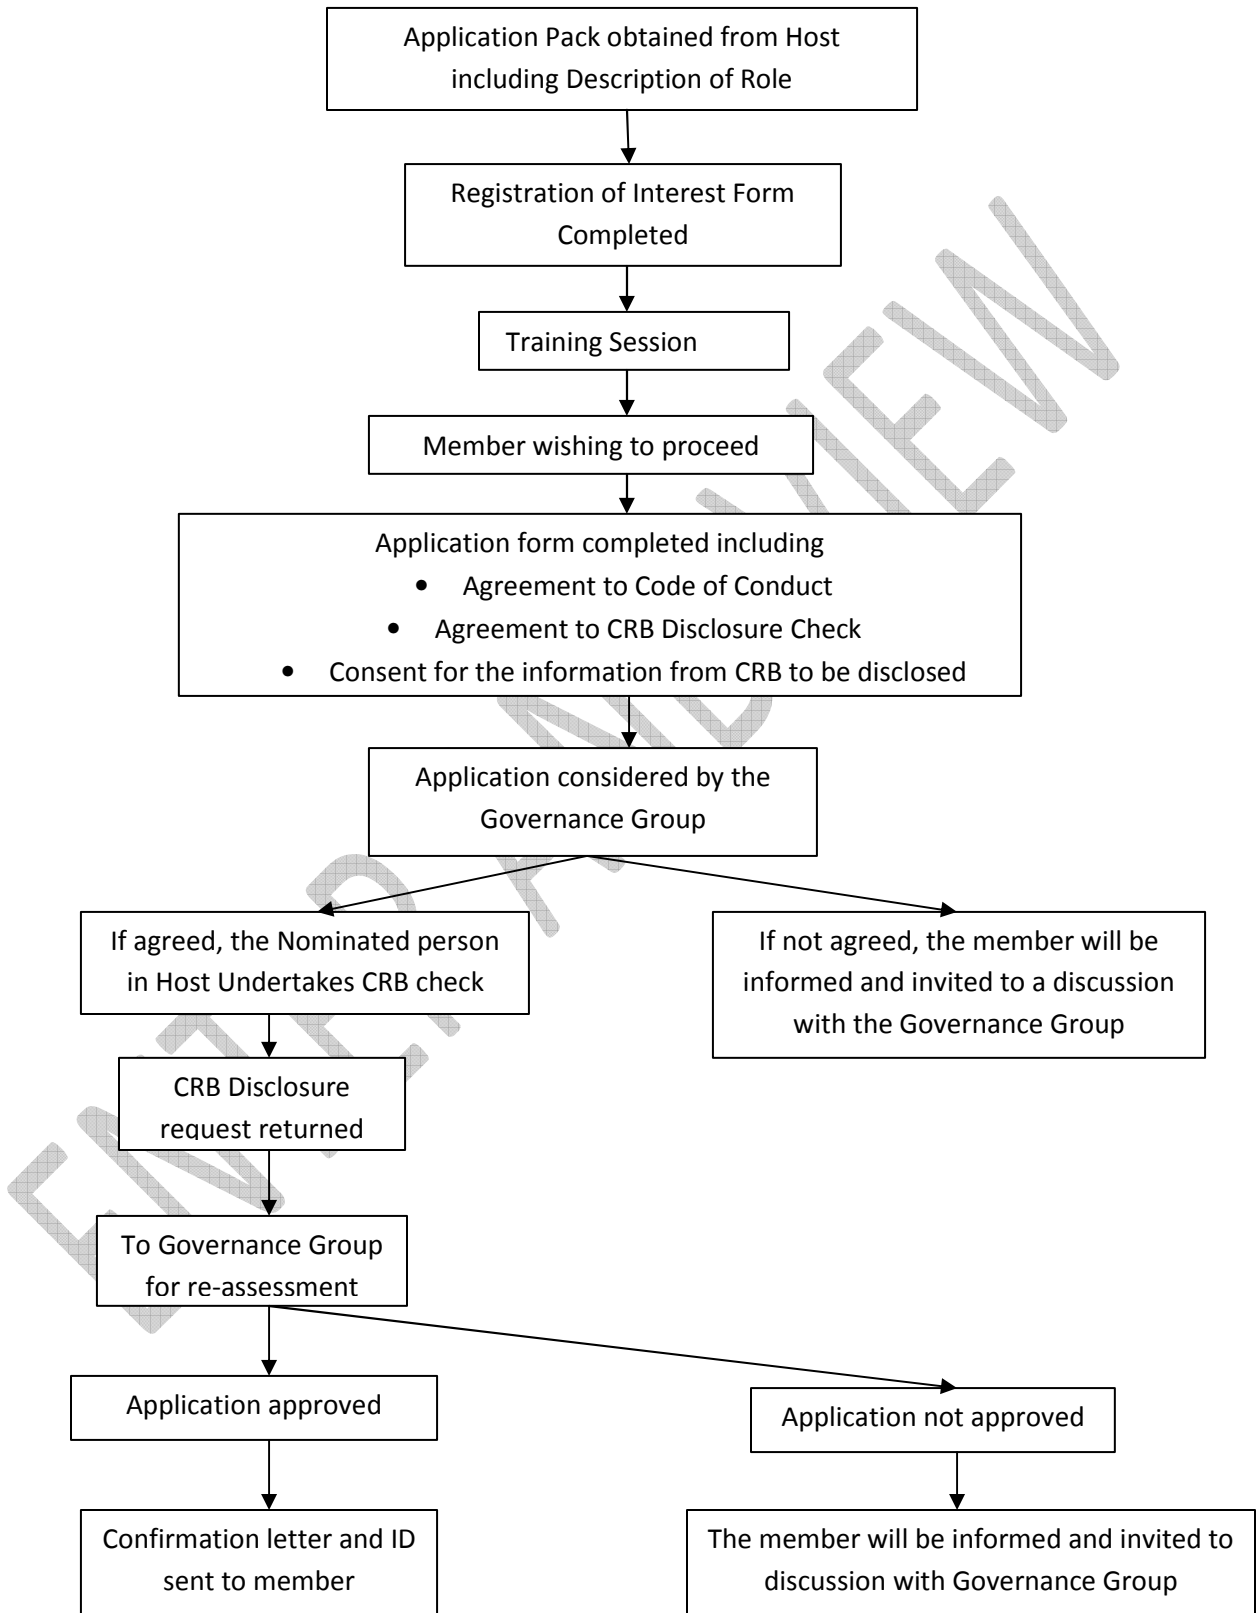 Application Pack obtained from Host
including Description of Role
Registration of Interest Form
Completed
Training Session
Member wishing to proceed
Application form completed including
• Agreement to Code of Conduct
• Agreement to CRB Disclosure Check
• Consent for the information from CRB to be disclosed
Application considered by the
Governance Group
If agreed, the Nominated person
in Host Undertakes CRB check
If not agreed, the member will be
informed and invited to a discussion
with the Governance Group
CRB Disclosure
request returned
To Governance Group
for re-assessment
Application approved
Application not approved
Confirmation letter and ID
sent to member
The member will be informed and invited to
discussion with Governance Group
ENTER AND VIEW